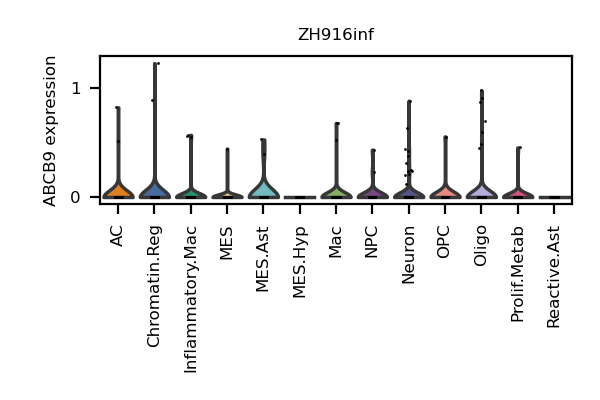 ZH916inf
ABCB9 expression
1
0
AC
Chromatin.Reg
Inflammatory.Mac
MES
MES.Ast
MES.Hyp
Mac
NPC
Neuron
OPC
Oligo
Prolif.Metab
Reactive.Ast